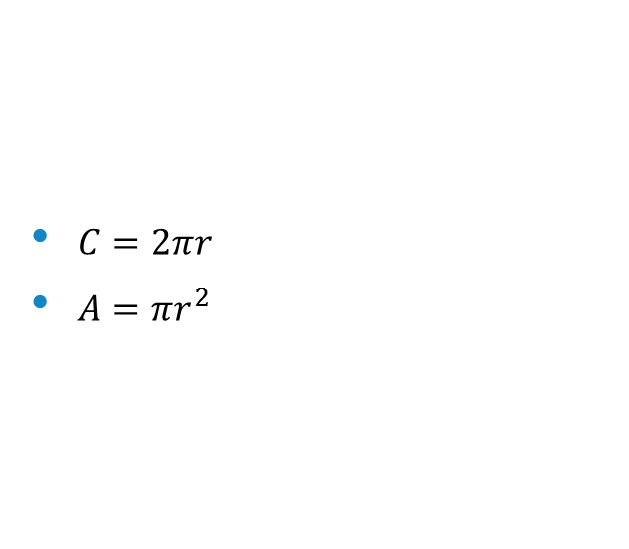 • 𝐶 = 2𝜋𝑟
• 𝐴 = 𝜋𝑟²